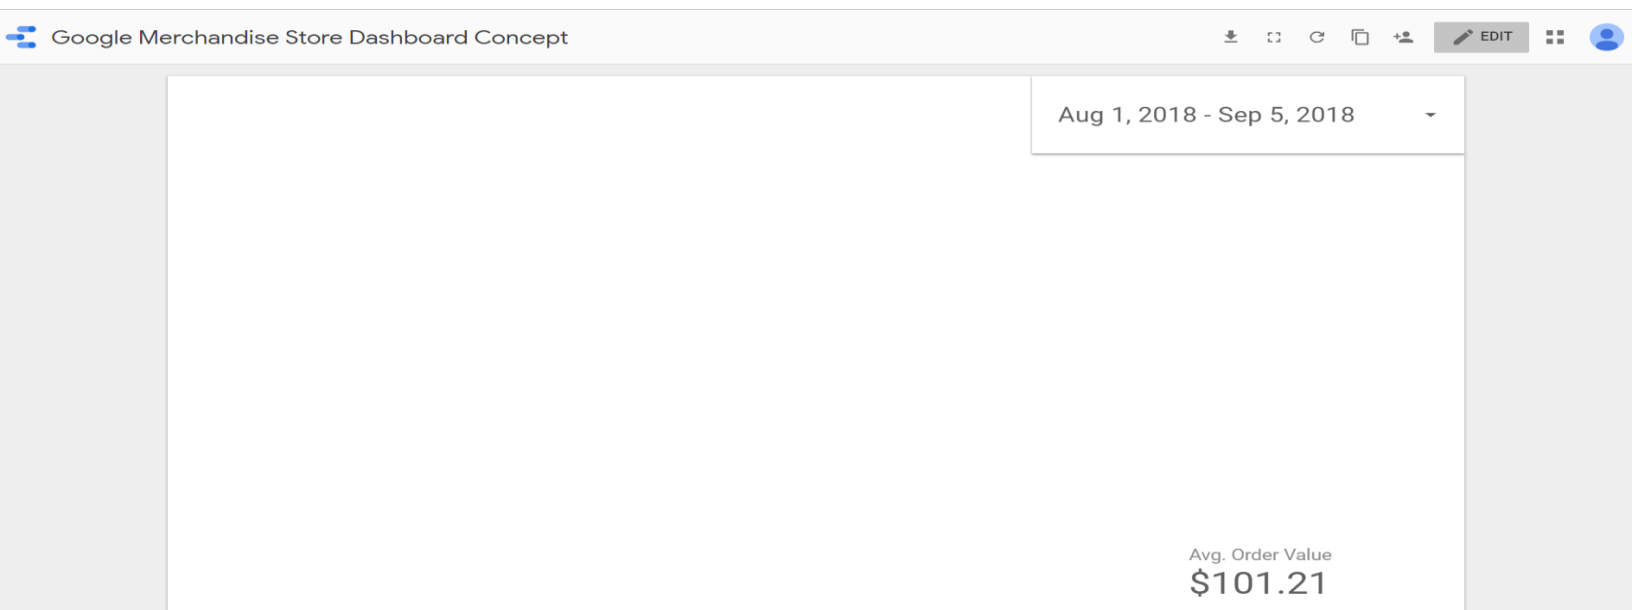 Google Merchandise Store Dashboard Concept
EDIT
Aug 1, 2018 - Sep 5, 2018
Avg. Order Value
$101.21